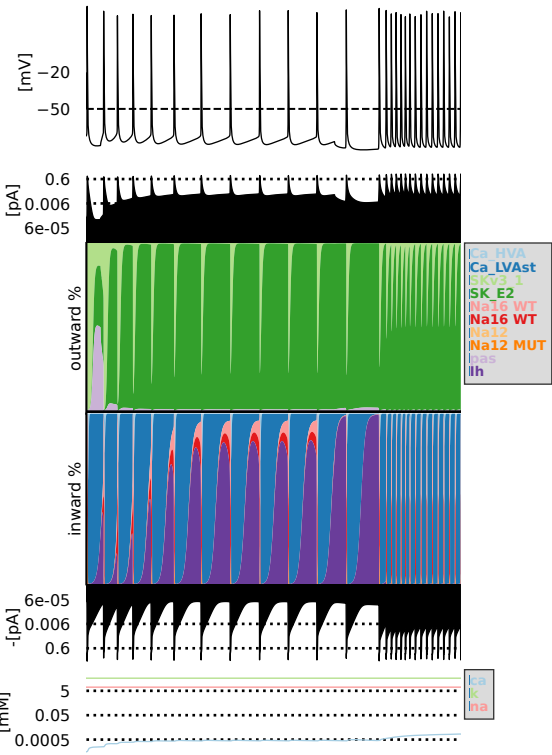 [mV]
−20
−50
[pA]
0.6
0.006
6e-05
outward %
Ca_HVA
Ca_LVAst
SKv3_1
SK_E2
Na16 WT
Na16 WT
Na12
Na12 MUT
pas
Ih
inward %
-[pA]
6e-05
0.006
0.6
[mM]
5
0.05
0.0005
ca
k
na